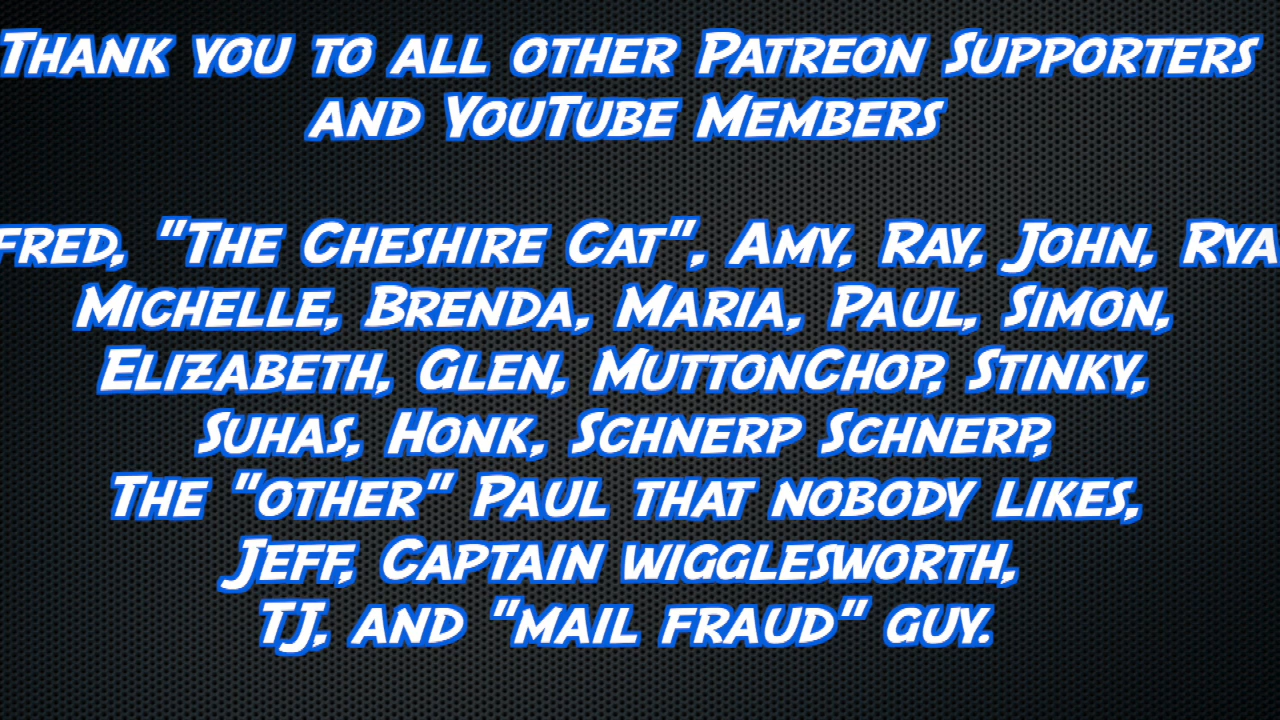 Thank you to all other Patreon Supporters
and YouTube Members
fred, "The Cheshire Cat", Amy, Ray, John, Rya
Michelle, Brenda, Maria, Paul, Simon,
Elizabeth, Glen, MuttonChop, Stinky,
Suhas, Honk, Schnerp Schnerp,
The "other" Paul that nobody likes,
Jeff, Captain wigglesworth,
TJ, and "mail fraud" guy.